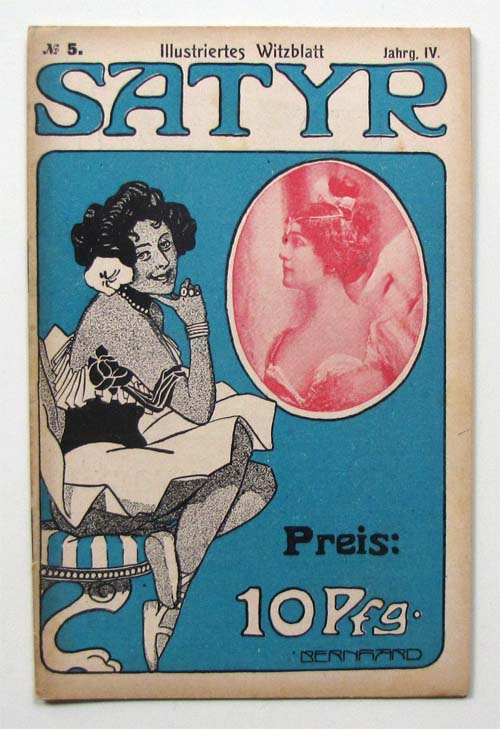 № 5. Illustriertes Witzblatt Jahrg. IV.
SATYR
Preis:
10 Pfg.
BERNHARD